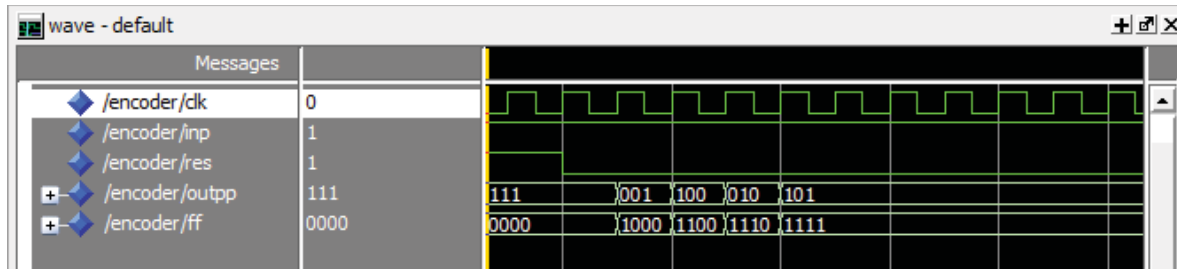 wave - default
Messages
/encoder/clk 0
/encoder/inp 1
/encoder/res 1
/encoder/outpp 111 111 001 100 010 101
/encoder/ff 0000 0000 1000 1100 1110 1111